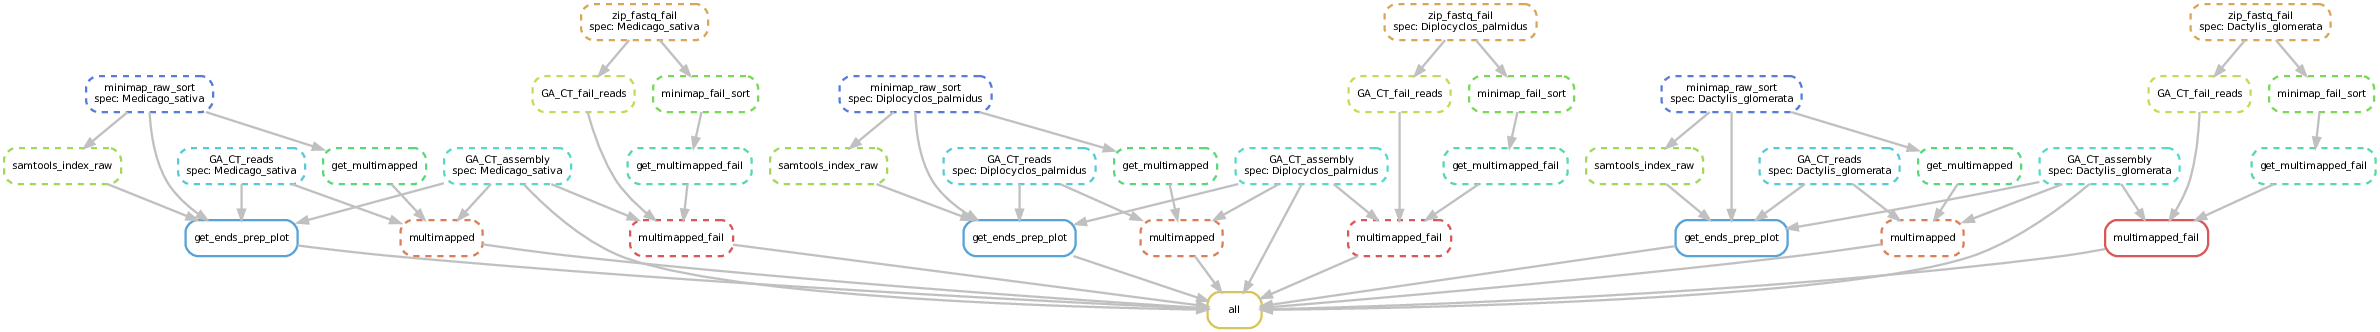 zip_fastq_fail
spec: Medicago_sativa
zip_fastq_fail
spec: Diplocyclos_palmidus
zip_fastq_fail
spec: Dactylis_glomerata
minimap_raw_sort
spec: Medicago_sativa
GA_CT_fail_reads
minimap_fail_sort
minimap_raw_sort
spec: Diplocyclos_palmidus
GA_CT_fail_reads
minimap_fail_sort
minimap_raw_sort
spec: Dactylis_glomerata
GA_CT_fail_reads
minimap_fail_sort
samtools_index_raw
GA_CT_reads
spec: Medicago_sativa
get_multimapped
GA_CT_assembly
spec: Medicago_sativa
get_multimapped_fail
samtools_index_raw
GA_CT_reads
spec: Diplocyclos_palmidus
get_multimapped
GA_CT_assembly
spec: Diplocyclos_palmidus
get_multimapped_fail
samtools_index_raw
GA_CT_reads
spec: Dactylis_glomerata
get_multimapped
GA_CT_assembly
spec: Dactylis_glomerata
get_multimapped_fail
get_ends_prep_plot
multimapped
multimapped_fail
get_ends_prep_plot
multimapped
multimapped_fail
get_ends_prep_plot
multimapped
multimapped_fail
all